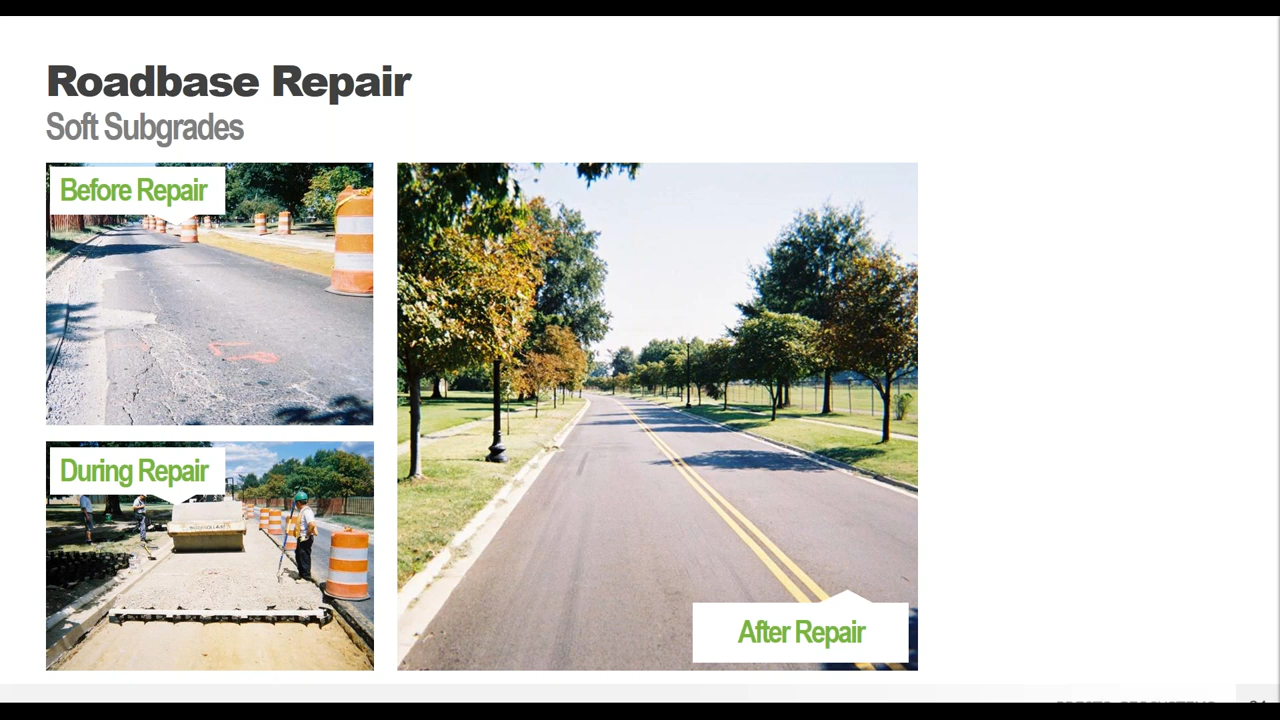 Roadbase Repair
Soft Subgrades
Before Repair
During Repair
After Repair